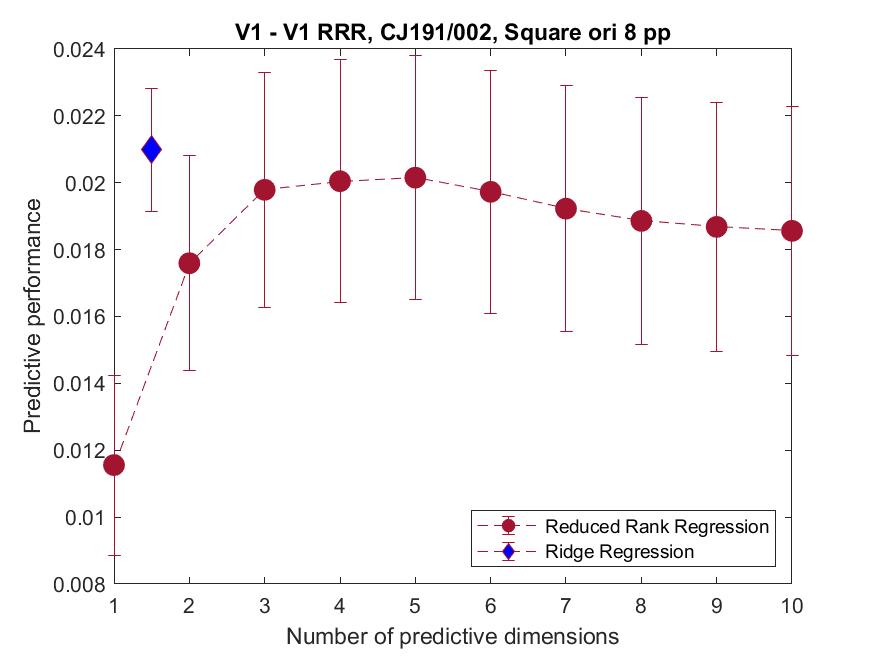 V1 - V1 RRR, CJ191/002, Square ori 8 pp
0.024
0.022
0.02
0.018
0.016
0.014
0.012
0.01
0.008
Predictive performance
1 2 3 4 5 6 7 8 9 10
Number of predictive dimensions
Reduced Rank Regression
Ridge Regression